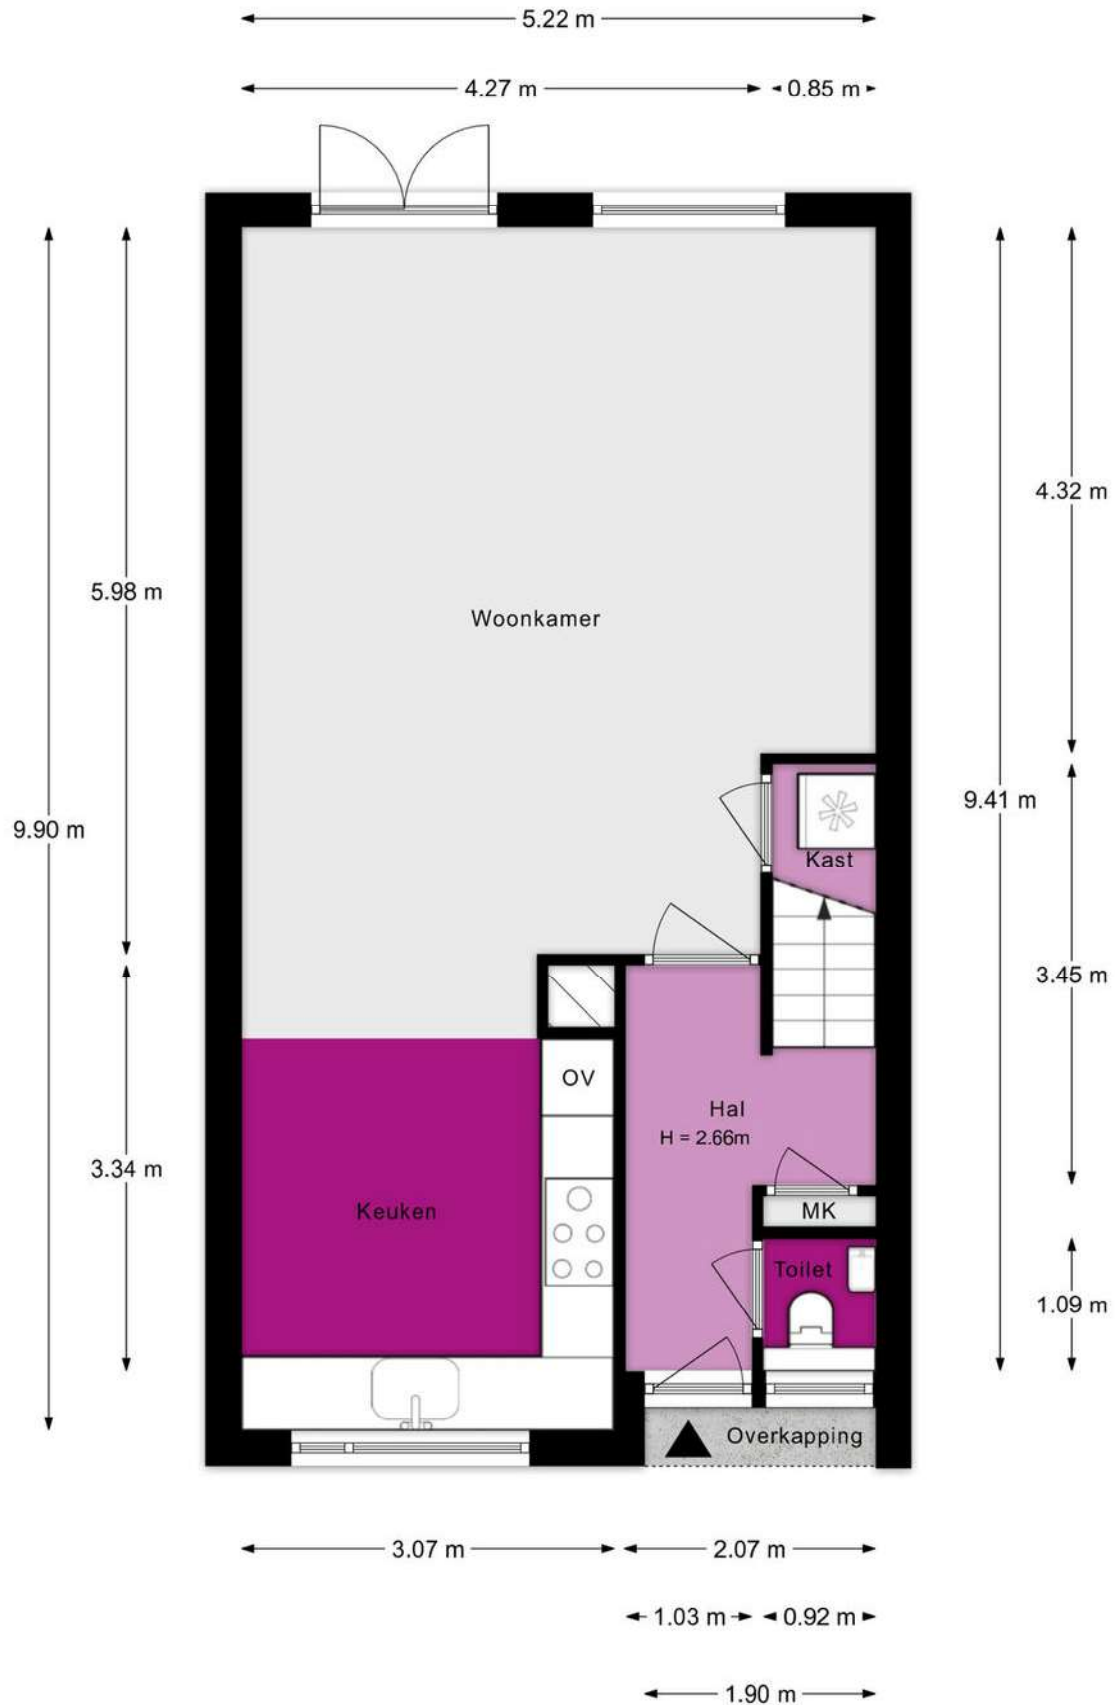 5.22 m
4.27 m
0.85 m
4.32 m
5.98 m
Woonkamer
9.90 m
9.41 m
Kast
3.45 m
OV
Hal
H = 2.66m
3.34 m
Keuken
MK
Toilet
1.09 m
Overkapping
3.07 m
2.07 m
1.03 m
0.92 m
1.90 m